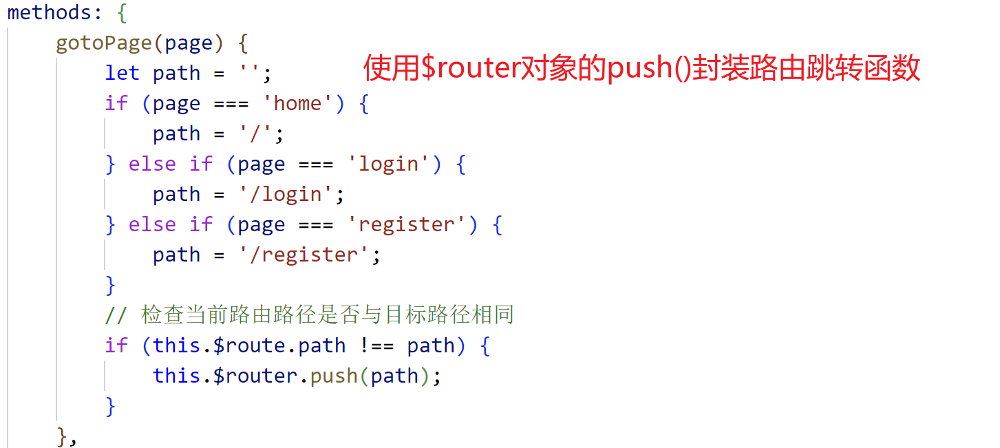 methods: {
gotoPage(page) {
let path = '';
使用$router对象的push()封装路由跳转函数
if (page === 'home') {
path = '/';
} else if (page === 'login') {
path = '/login';
} else if (page === 'register') {
path = '/register';
}
// 检查当前路由路径是否与目标路径相同
if (this.$route.path !== path) {
this.$router.push(path);
}
},